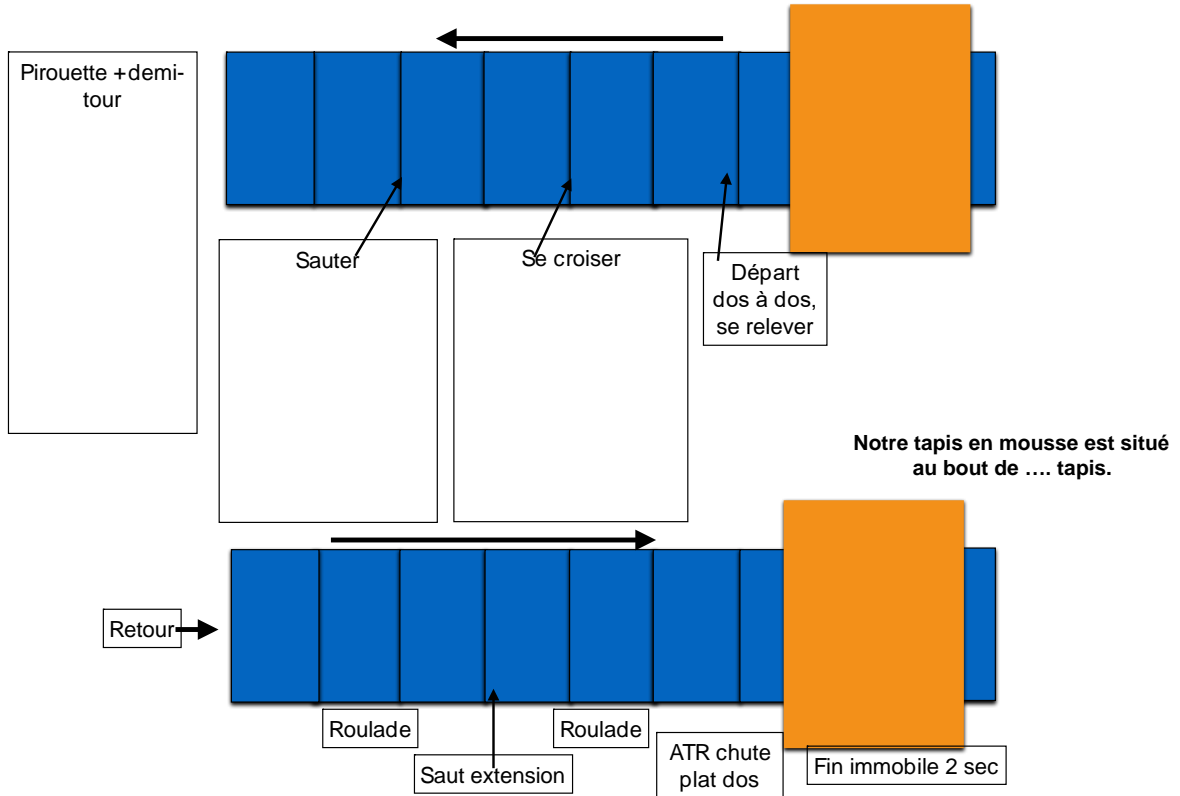 Pirouette +demi-
tour
Sauter
Se croiser
Départ
dos à dos,
se relever
Notre tapis en mousse est situé
au bout de …. tapis.
Retour
Roulade
Roulade
Saut extension
ATR chute
plat dos
Fin immobile 2 sec